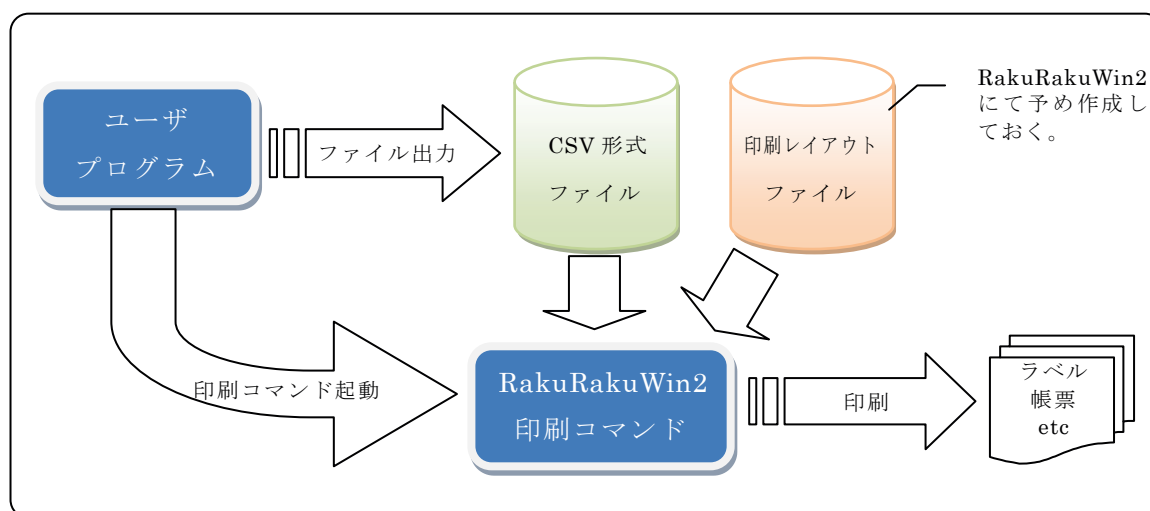 ユーザ
プログラム
ファイル出力
CSV 形式
ファイル
印刷レイアウト
ファイル
RakuRakuWin2
にて予め作成し
ておく。
印刷コマンド起動
RakuRakuWin2
印刷コマンド
印刷
ラベル
帳票
etc